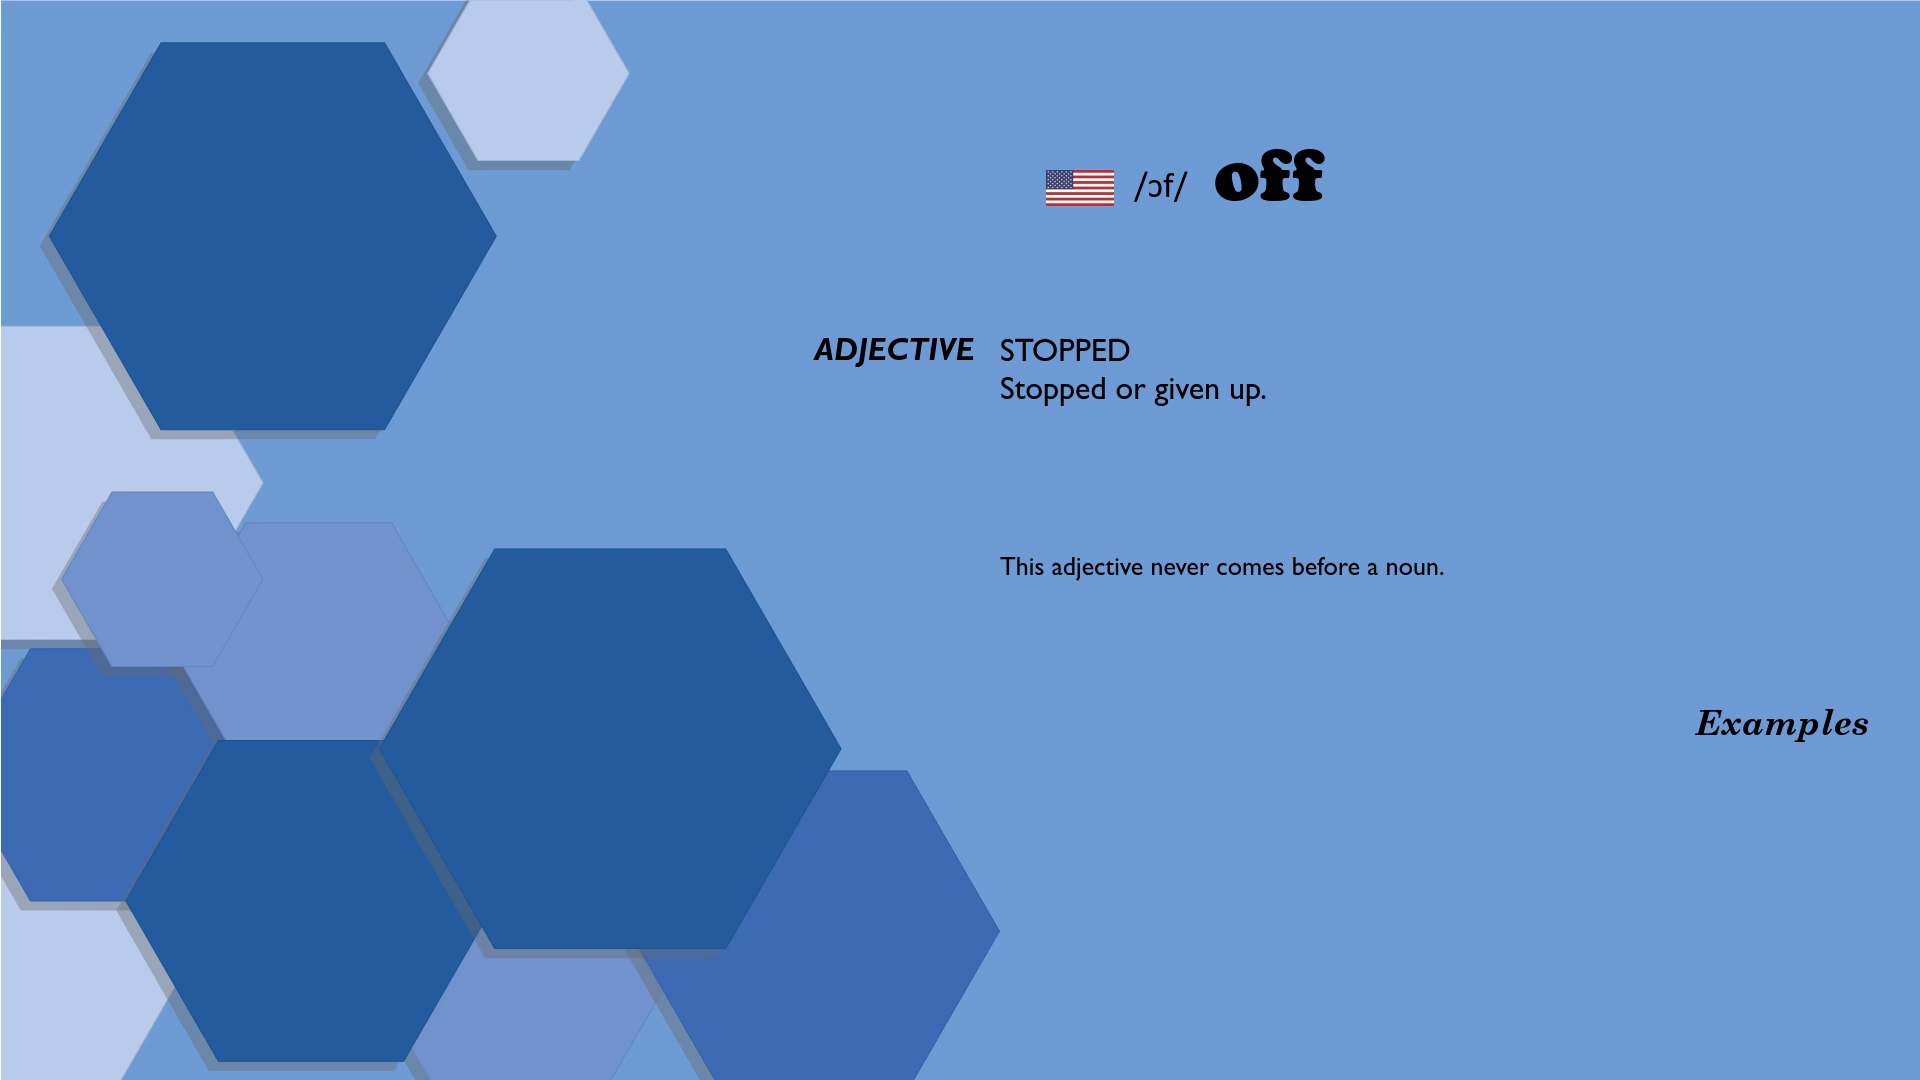 /ɔf/ off
ADJECTIVE STOPPED
Stopped or given up.
This adjective never comes before a noun.
Examples